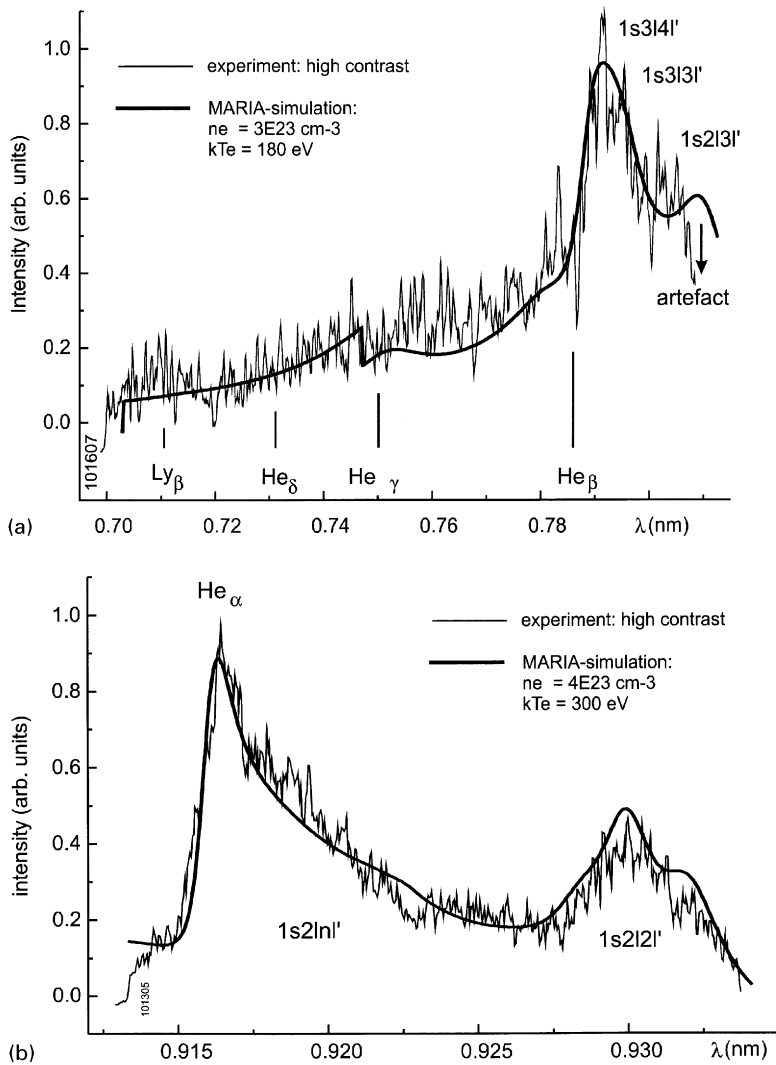 1s3l4l'
1s3l3l'
1s2l3l'
experiment: high contrast
MARIA-simulation:
ne = 3E23 cm-3
kTe = 180 eV
artefact
Intensity (arb. units)
1.0
0.8
0.6
0.4
0.2
0.0
101607
Lyβ
Heδ
He γ
Heβ
0.70 0.72 0.74 0.76 0.78 λ(nm)
(a)
Heα
experiment: high contrast
MARIA-simulation:
ne = 4E23 cm-3
kTe = 300 eV
intensity (arb. units)
1.0
0.8
0.6
0.4
0.2
0.0
1s2lnl'
1s2l2l'
101305
0.915 0.920 0.925 0.930 λ(nm)
(b)